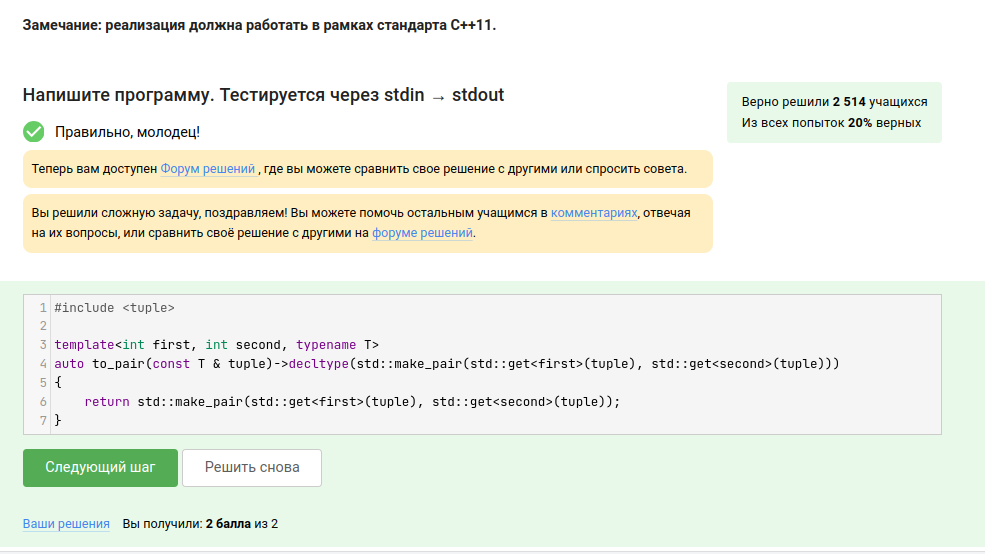 Замечание: реализация должна работать в рамках стандарта C++11.
Напишите программу. Тестируется через stdin → stdout
Верно решили 2 514 учащихся
Из всех попыток 20% верных
Правильно, молодец!
Теперь вам доступен Форум решений , где вы можете сравнить свое решение с другими или спросить совета.
Вы решили сложную задачу, поздравляем! Вы можете помочь остальным учащимся в комментариях, отвечая
на их вопросы, или сравнить своё решение с другими на форуме решений.
1 #include <tuple>
2
3 template<int first, int second, typename T>
4 auto to_pair(const T & tuple)->decltype(std::make_pair(std::get<first>(tuple), std::get<second>(tuple)))
5 {
6     return std::make_pair(std::get<first>(tuple), std::get<second>(tuple));
7 }
Следующий шаг
Решить снова
Ваши решения Вы получили: 2 балла из 2